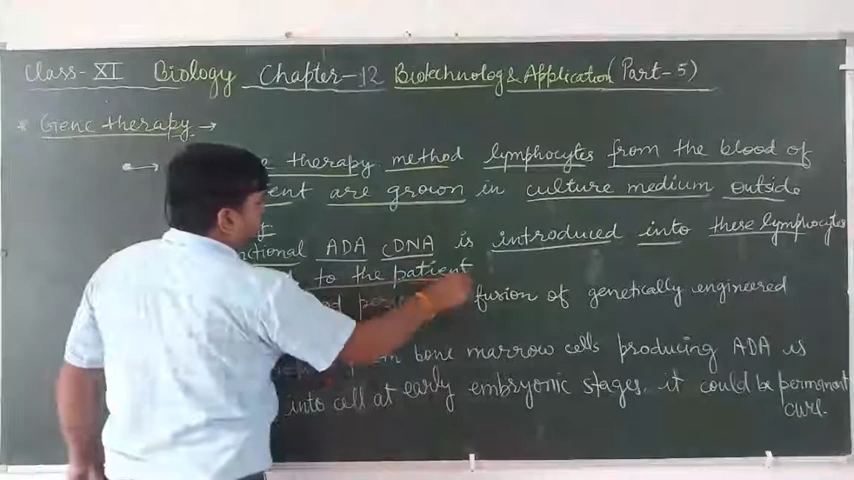 Class- XI Biology Chapter-12 Biotechnology & Application (Part-5)
* Gene therapy →
therapy method lymphocytes from the blood of
are grown in culture medium outside
ADA cDNA is introduced into these lymphocytes
to the patient
fusion of genetically engineered
bone marrow cells producing ADA is
into cell at early embryonic stages. it could be permanant
cure.